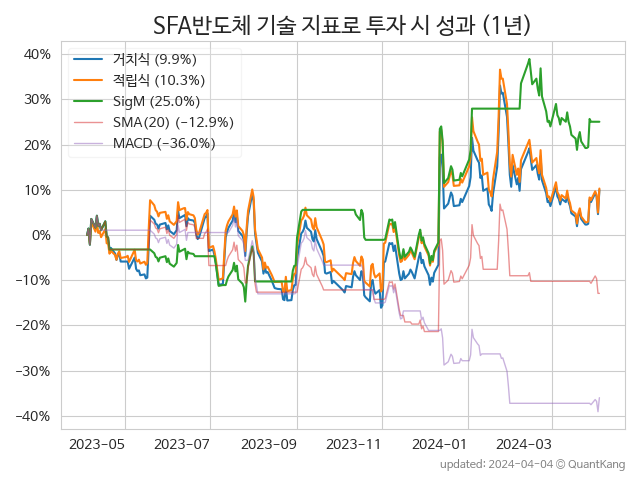 SFA반도체 기술 지표로 투자 시 성과 (1년)
40%
30%
20%
10%
0%
−10%
−20%
−30%
−40%
거치식 (9.9%)
적립식 (10.3%)
SigM (25.0%)
SMA(20) (−12.9%)
MACD (−36.0%)
2023−05
2023−07
2023−09
2023−11
2024−01
2024−03
updated: 2024-04-04 © QuantKang